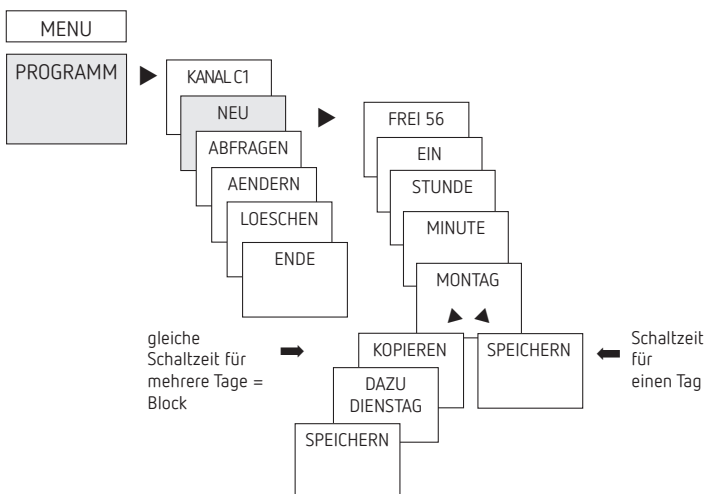 MENU
PROGRAMM
KANAL C1
NEU
ABFRAGEN
AENDERN
LOESCHEN
ENDE
FREI 56
EIN
STUNDE
MINUTE
MONTAG
gleiche
Schaltzeit für
mehrere Tage =
Block
KOPIEREN
DAZU
DIENSTAG
SPEICHERN
SPEICHERN
Schaltzeit
für
einen Tag